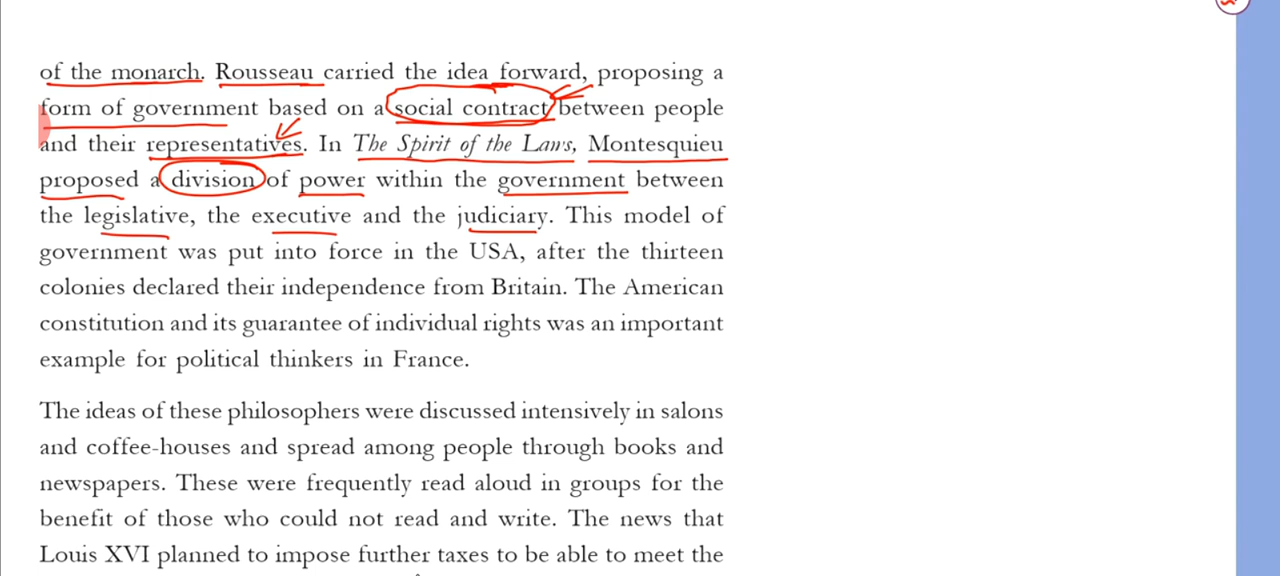 of the monarch. Rousseau carried the idea forward, proposing a
form of government based on a social contract between people
and their representatives. In The Spirit of the Laws, Montesquieu
proposed a division of power within the government between
the legislative, the executive and the judiciary. This model of
government was put into force in the USA, after the thirteen
colonies declared their independence from Britain. The American
constitution and its guarantee of individual rights was an important
example for political thinkers in France.
The ideas of these philosophers were discussed intensively in salons
and coffee-houses and spread among people through books and
newspapers. These were frequently read aloud in groups for the
benefit of those who could not read and write. The news that
Louis XVI planned to impose further taxes to be able to meet the